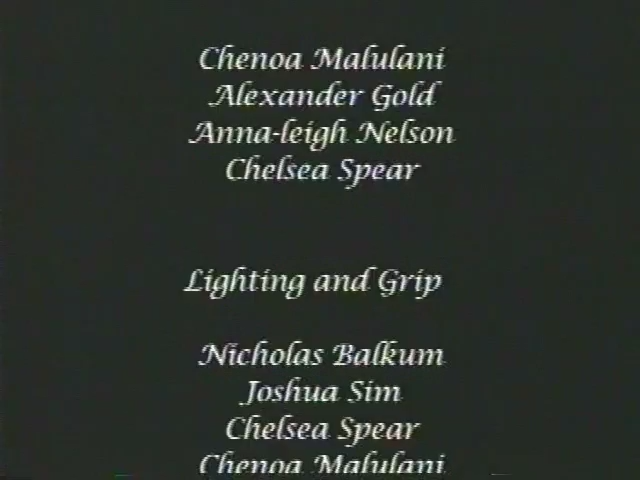 Chenoa Malulani
Alexander Gold
Anna-leigh Nelson
Chelsea Spear
Lighting and Grip
Nicholas Balkum
Joshua Sim
Chelsea Spear
Chenoa Malulani